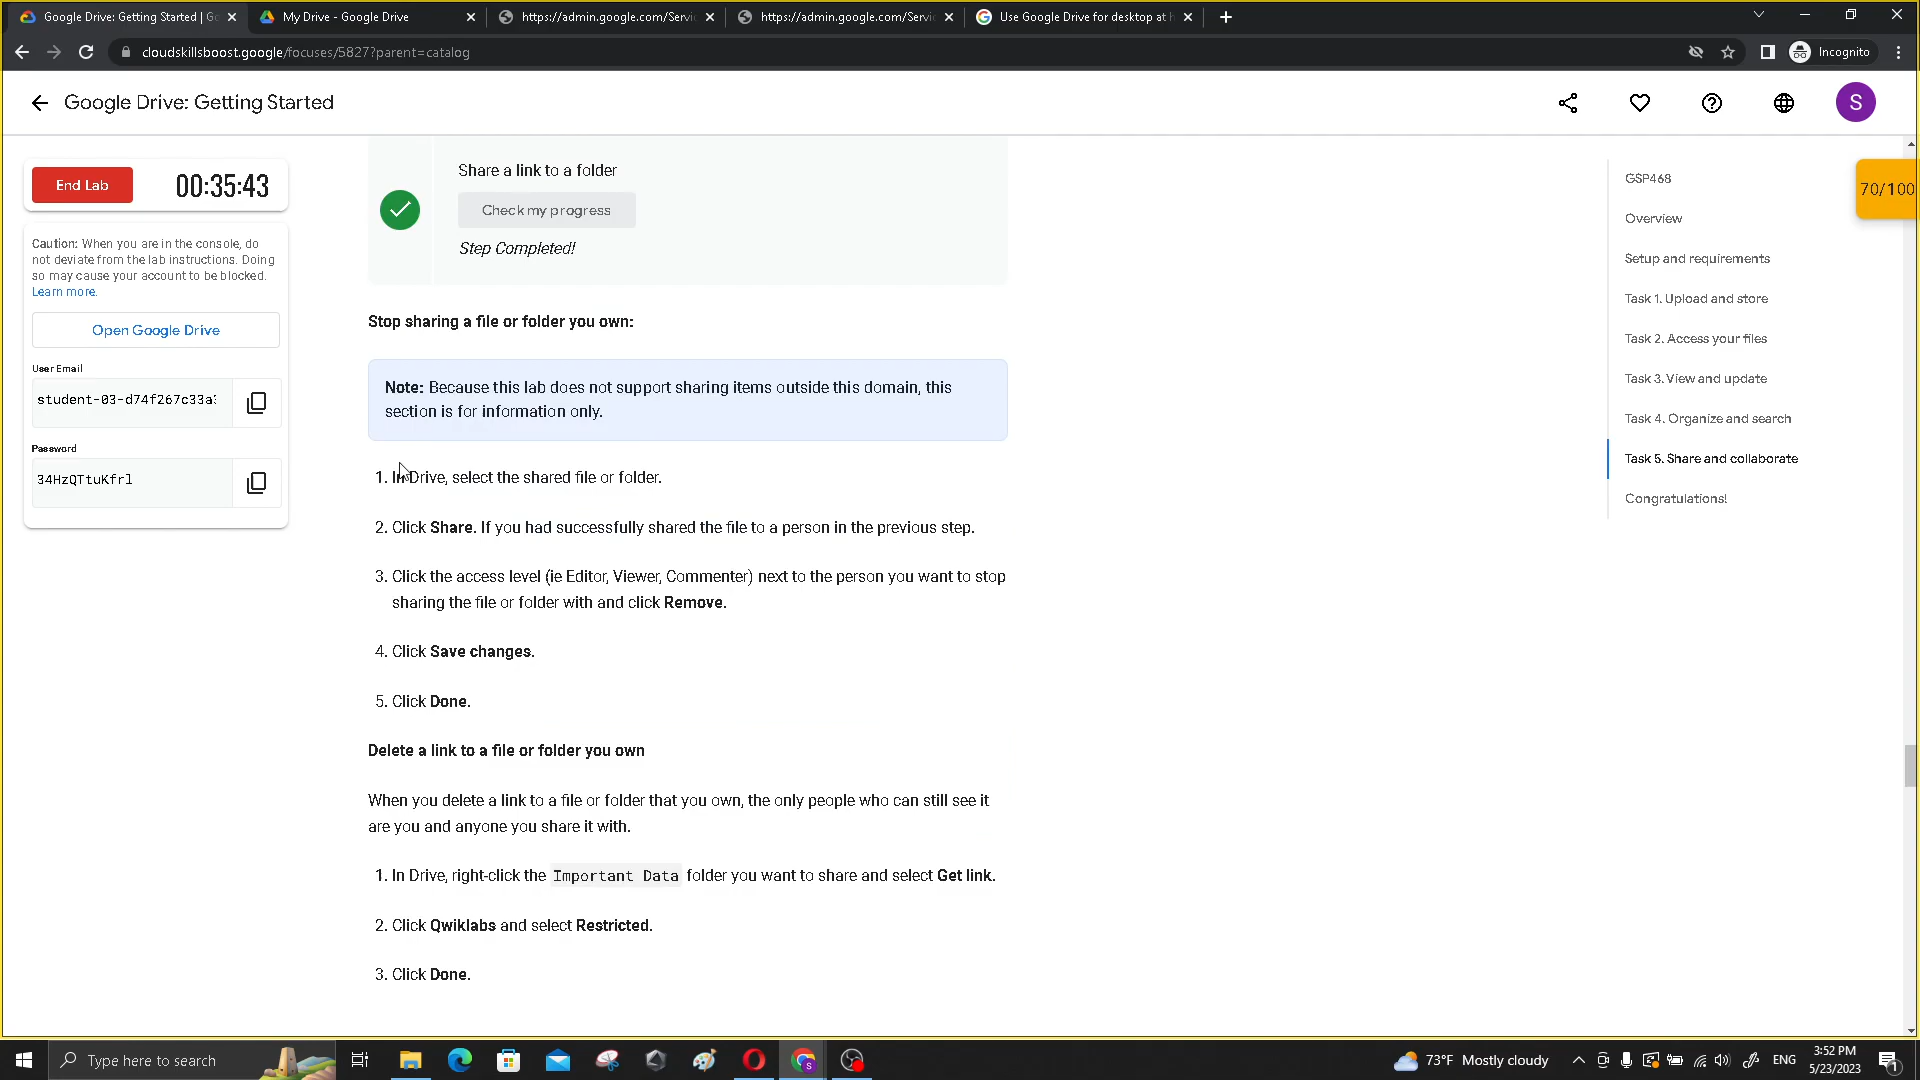 Google Drive: Getting Started | Go
My Drive - Google Drive
https://admin.google.com/Servic
https://admin.google.com/Servic
Use Google Drive for desktop at
cloudskillsboost.google/focuses/5827?parent=catalog
Incognito
Google Drive: Getting Started
S
End Lab
00:35:43
Caution: When you are in the console, do
not deviate from the lab instructions. Doing
so may cause your account to be blocked.
Learn more.
Open Google Drive
User Email
student-03-d74f267c33a
Password
34HzQTtuKfrl
Share a link to a folder
Check my progress
Step Completed!
Stop sharing a file or folder you own:
Note: Because this lab does not support sharing items outside this domain, this
section is for information only.
1. In Drive, select the shared file or folder.
2. Click Share. If you had successfully shared the file to a person in the previous step.
3. Click the access level (ie Editor, Viewer, Commenter) next to the person you want to stop
sharing the file or folder with and click Remove.
4. Click Save changes.
5. Click Done.
Delete a link to a file or folder you own
When you delete a link to a file or folder that you own, the only people who can still see it
are you and anyone you share it with.
1. In Drive, right-click the Important Data folder you want to share and select Get link.
2. Click Qwiklabs and select Restricted.
3. Click Done.
GSP468
Overview
Setup and requirements
Task 1. Upload and store
Task 2. Access your files
Task 3. View and update
Task 4. Organize and search
Task 5. Share and collaborate
Congratulations!
70/100
Type here to search
73°F Mostly cloudy
ENG
3:52 PM
5/23/2023
1